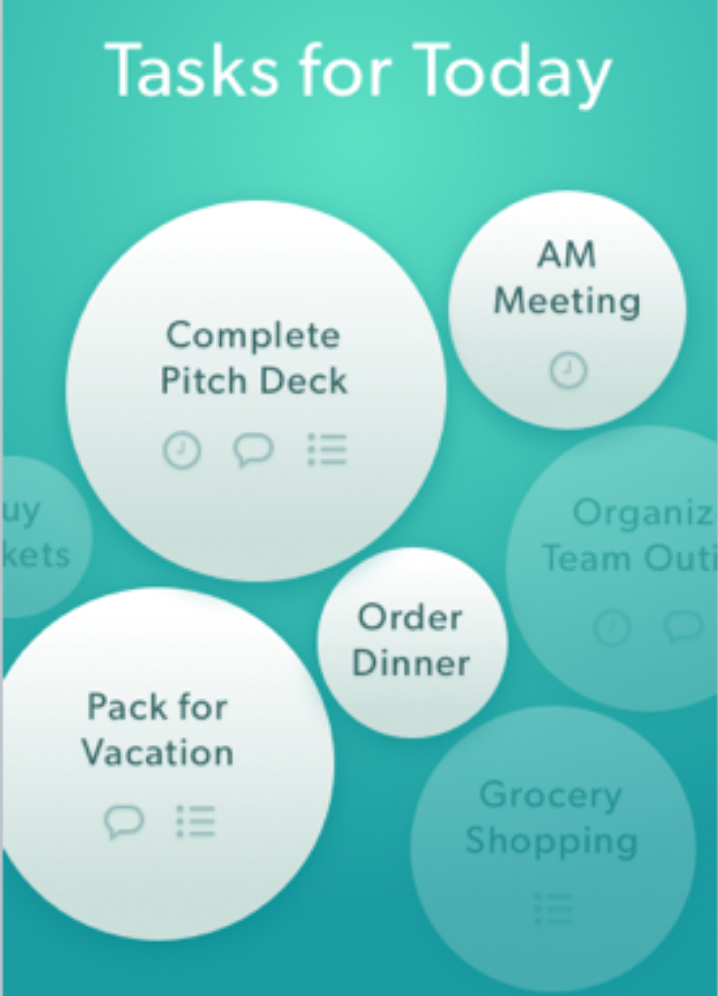 Tasks for Today
AM
Meeting
Complete
Pitch Deck
uy
kets
Organiz
Team Outi
Order
Dinner
Pack for
Vacation
Grocery
Shopping